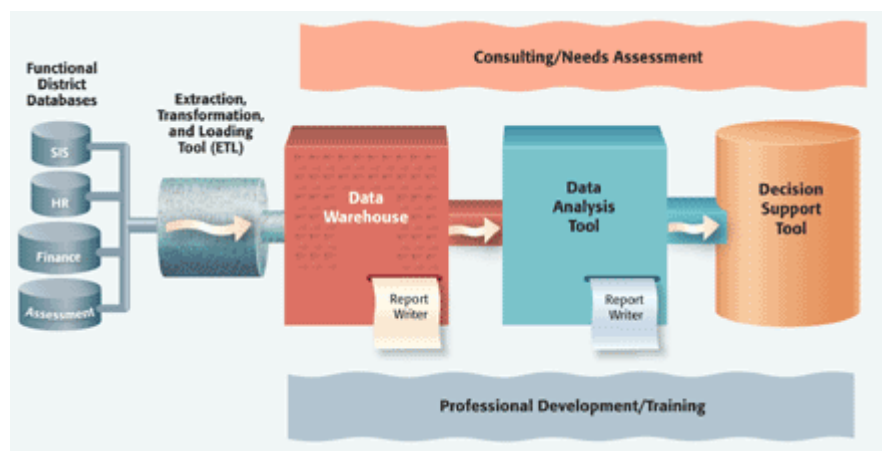 Consulting/Needs Assessment
Functional
District
Databases
SIS
HR
Finance
Assessment
Extraction,
Transformation,
and Loading
Tool (ETL)
Data
Warehouse
Report
Writer
Data
Analysis
Tool
Report
Writer
Decision
Support
Tool
Professional Development/Training